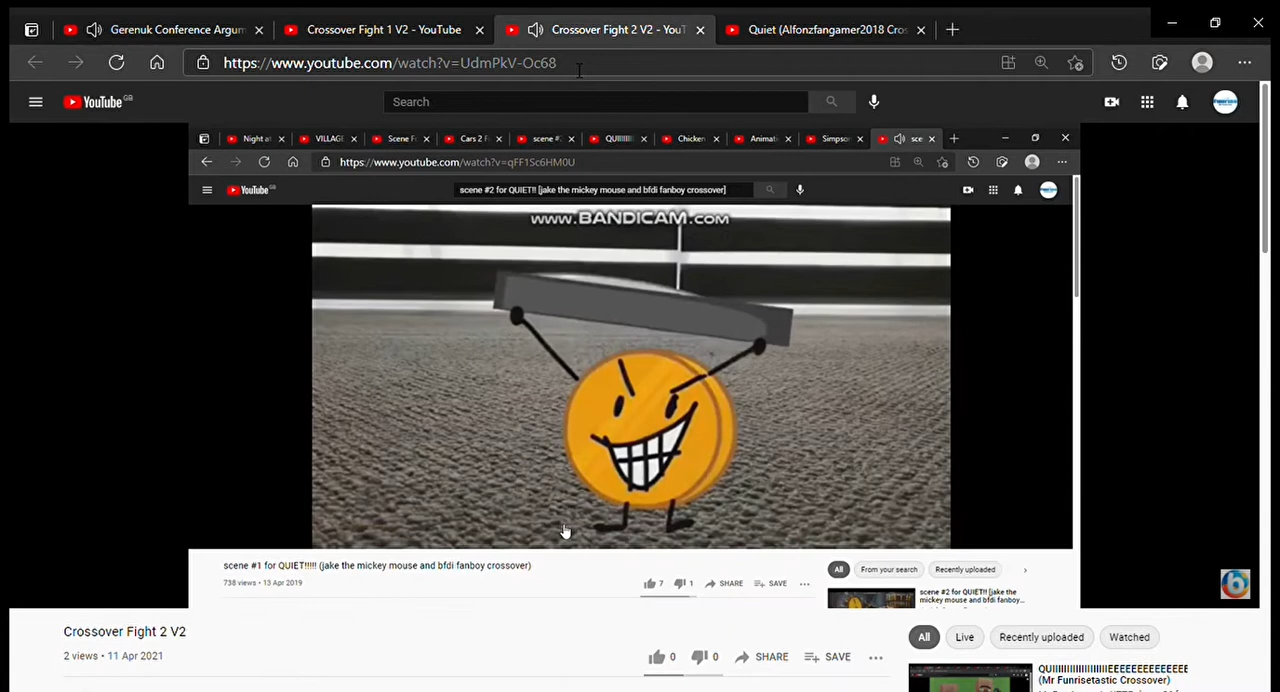 Gerenuk Conference Argum
Crossover Fight 1 V2 - YouTube
Crossover Fight 2 V2 - YouT
Quiet (Alfonzfangamer2018 Cros
https://www.youtube.com/watch?v=UdmPkV-Oc68
YouTube GB
Search
Night at
VILLAGE
Scene F
Cars 2 F
scene #
QUIIIIIII
Chicken
Animati
Simpson
sce
https://www.youtube.com/watch?v=qFF1Sc6HM0U
YouTube GB
scene #2 for QUIET!! [jake the mickey mouse and bfdi fanboy crossover]
www.BANDICAM.com
scene #1 for QUIET!!!!! (jake the mickey mouse and bfdi fanboy crossover)
738 views • 13 Apr 2019
7
1
SHARE
SAVE
All
From your search
Recently uploaded
scene #2 for QUIET!! [jake the
mickey mouse and bfdi fanboy...
Crossover Fight 2 V2
2 views • 11 Apr 2021
0
0
SHARE
SAVE
All
Live
Recently uploaded
Watched
(Mr Funrisetastic Crossover)